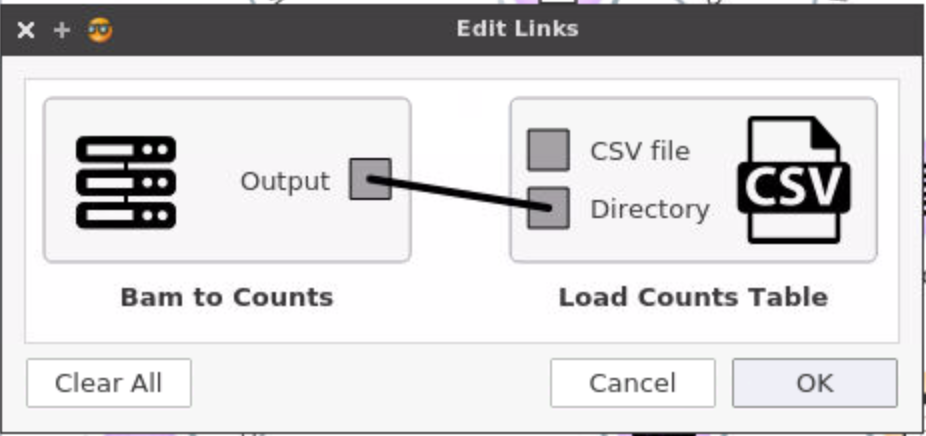 Edit Links
Output
CSV file
Directory
CSV
Bam to Counts
Load Counts Table
Clear All
Cancel
OK